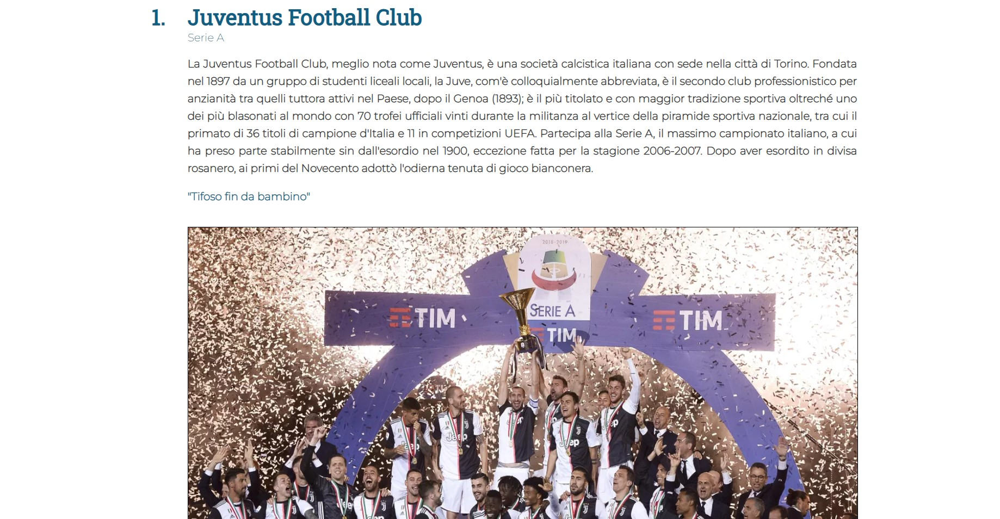 1. Juventus Football Club
Serie A
La Juventus Football Club, meglio nota come Juventus, è una società calcistica italiana con sede nella città di Torino. Fondata
nel 1897 da un gruppo di studenti liceali locali, la Juve, com'è colloquialmente abbreviata, è il secondo club professionistico per
anzianità tra quelli tuttora attivi nel Paese, dopo il Genoa (1893); è il più titolato e con maggior tradizione sportiva oltreché uno
dei più blasonati al mondo con 70 trofei ufficiali vinti durante la militanza al vertice della piramide sportiva nazionale, tra cui il
primato di 36 titoli di campione d'Italia e 11 in competizioni UEFA. Partecipa alla Serie A, il massimo campionato italiano, a cui
ha preso parte stabilmente sin dall'esordio nel 1900, eccezione fatta per la stagione 2006-2007. Dopo aver esordito in divisa
rosanero, ai primi del Novecento adottò l'odierna tenuta di gioco bianconera.
"Tifoso fin da bambino"
2018-2019
SERIE A
TIM
TIM
TIM
Jeep
Jeep
Jeep
Jeep